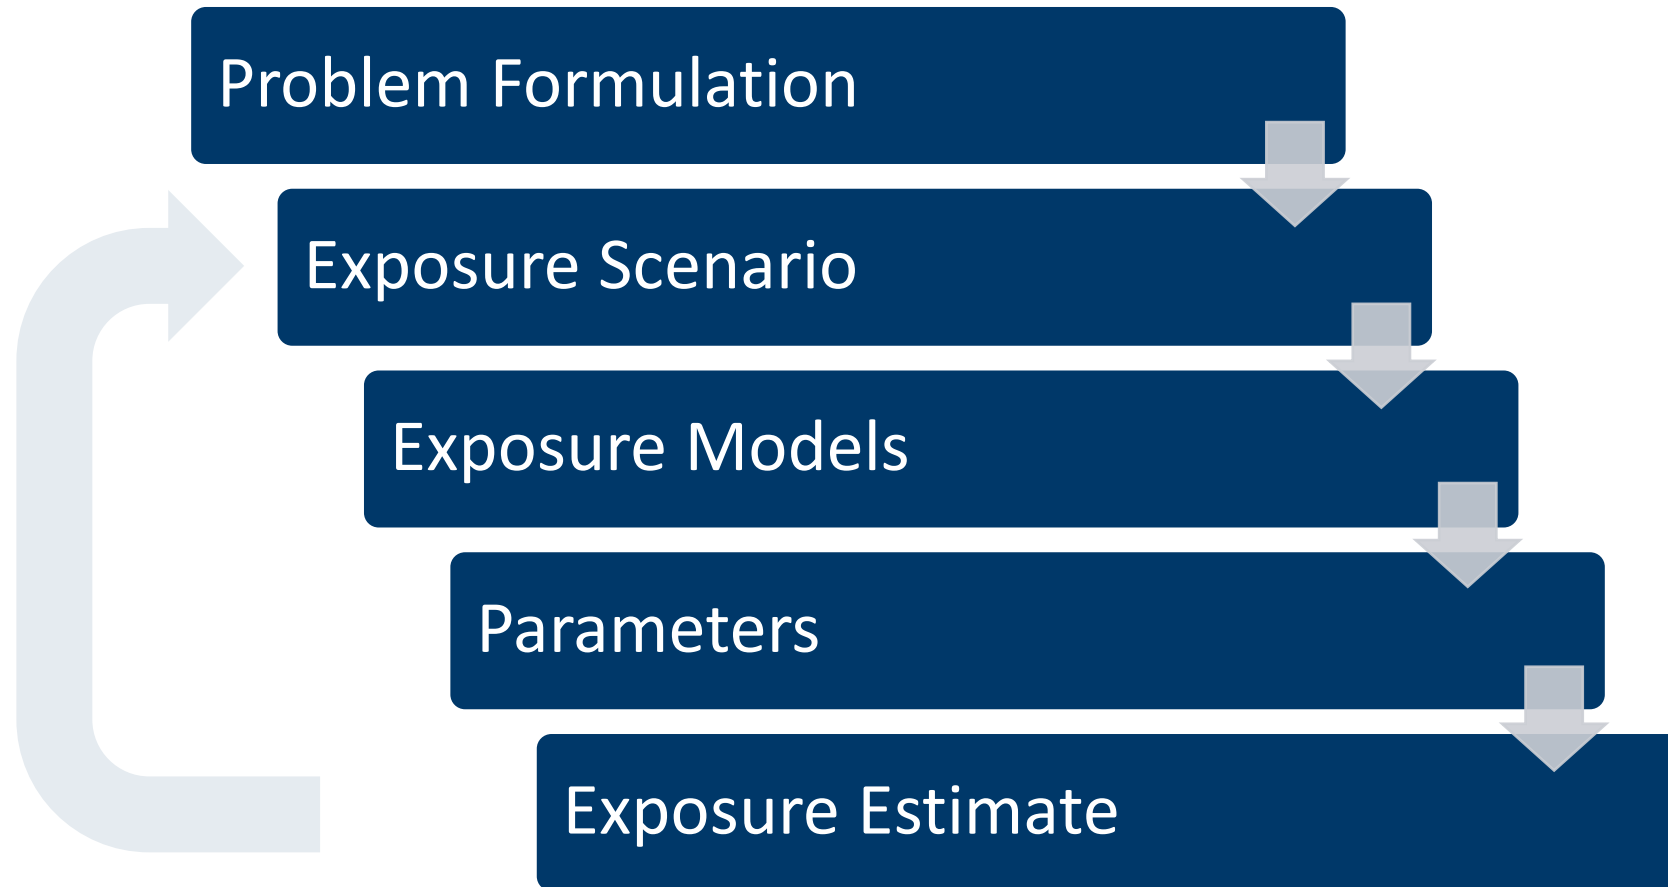 Problem Formulation
Exposure Scenario
Exposure Models
Parameters
Exposure Estimate